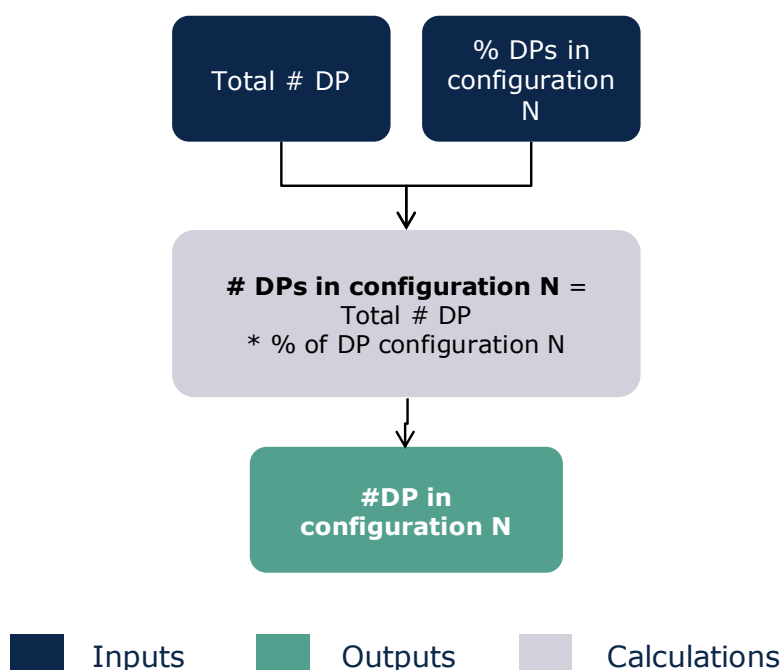 Total # DP
% DPs in
configuration
N
# DPs in configuration N =
Total # DP
* % of DP configuration N
#DP in
configuration N
Inputs
Outputs
Calculations